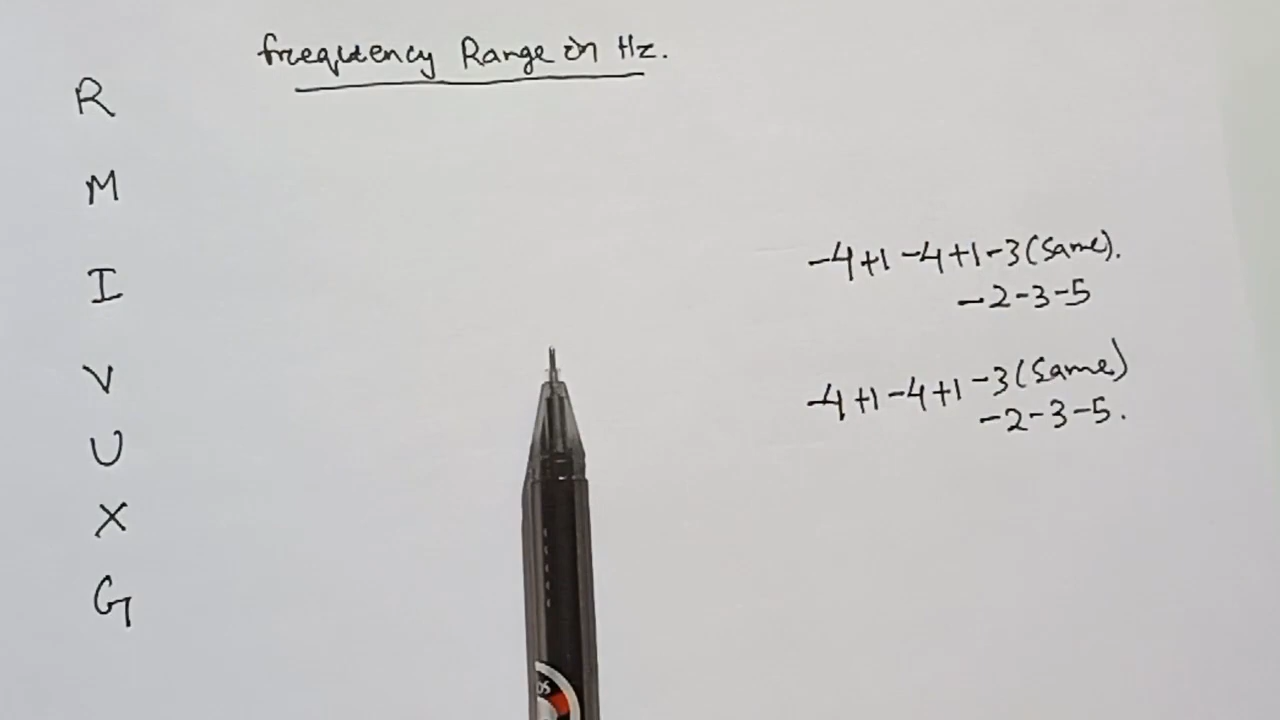 frequency Range in Hz.
R
M
I
V
U
X
G
-4+1-4+1-3(Same).
-2-3-5
-4+1-4+1-3(Same)
-2-3-5.